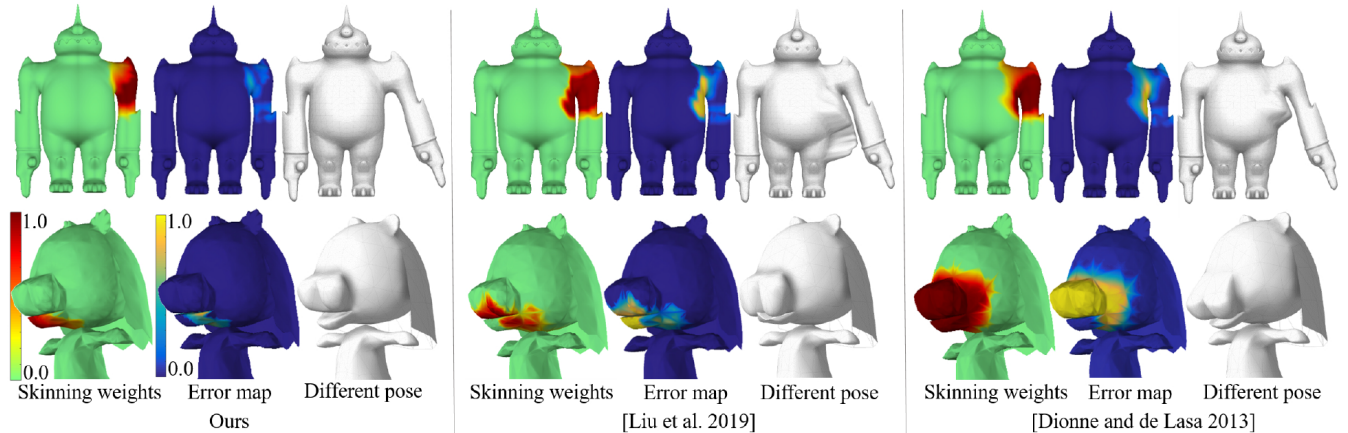 1.0
1.0
0.0
0.0
Skinning weights Error map Different pose
Ours
Skinning weights Error map Different pose
[Liu et al. 2019]
Skinning weights Error map Different pose
[Dionne and de Lasa 2013]